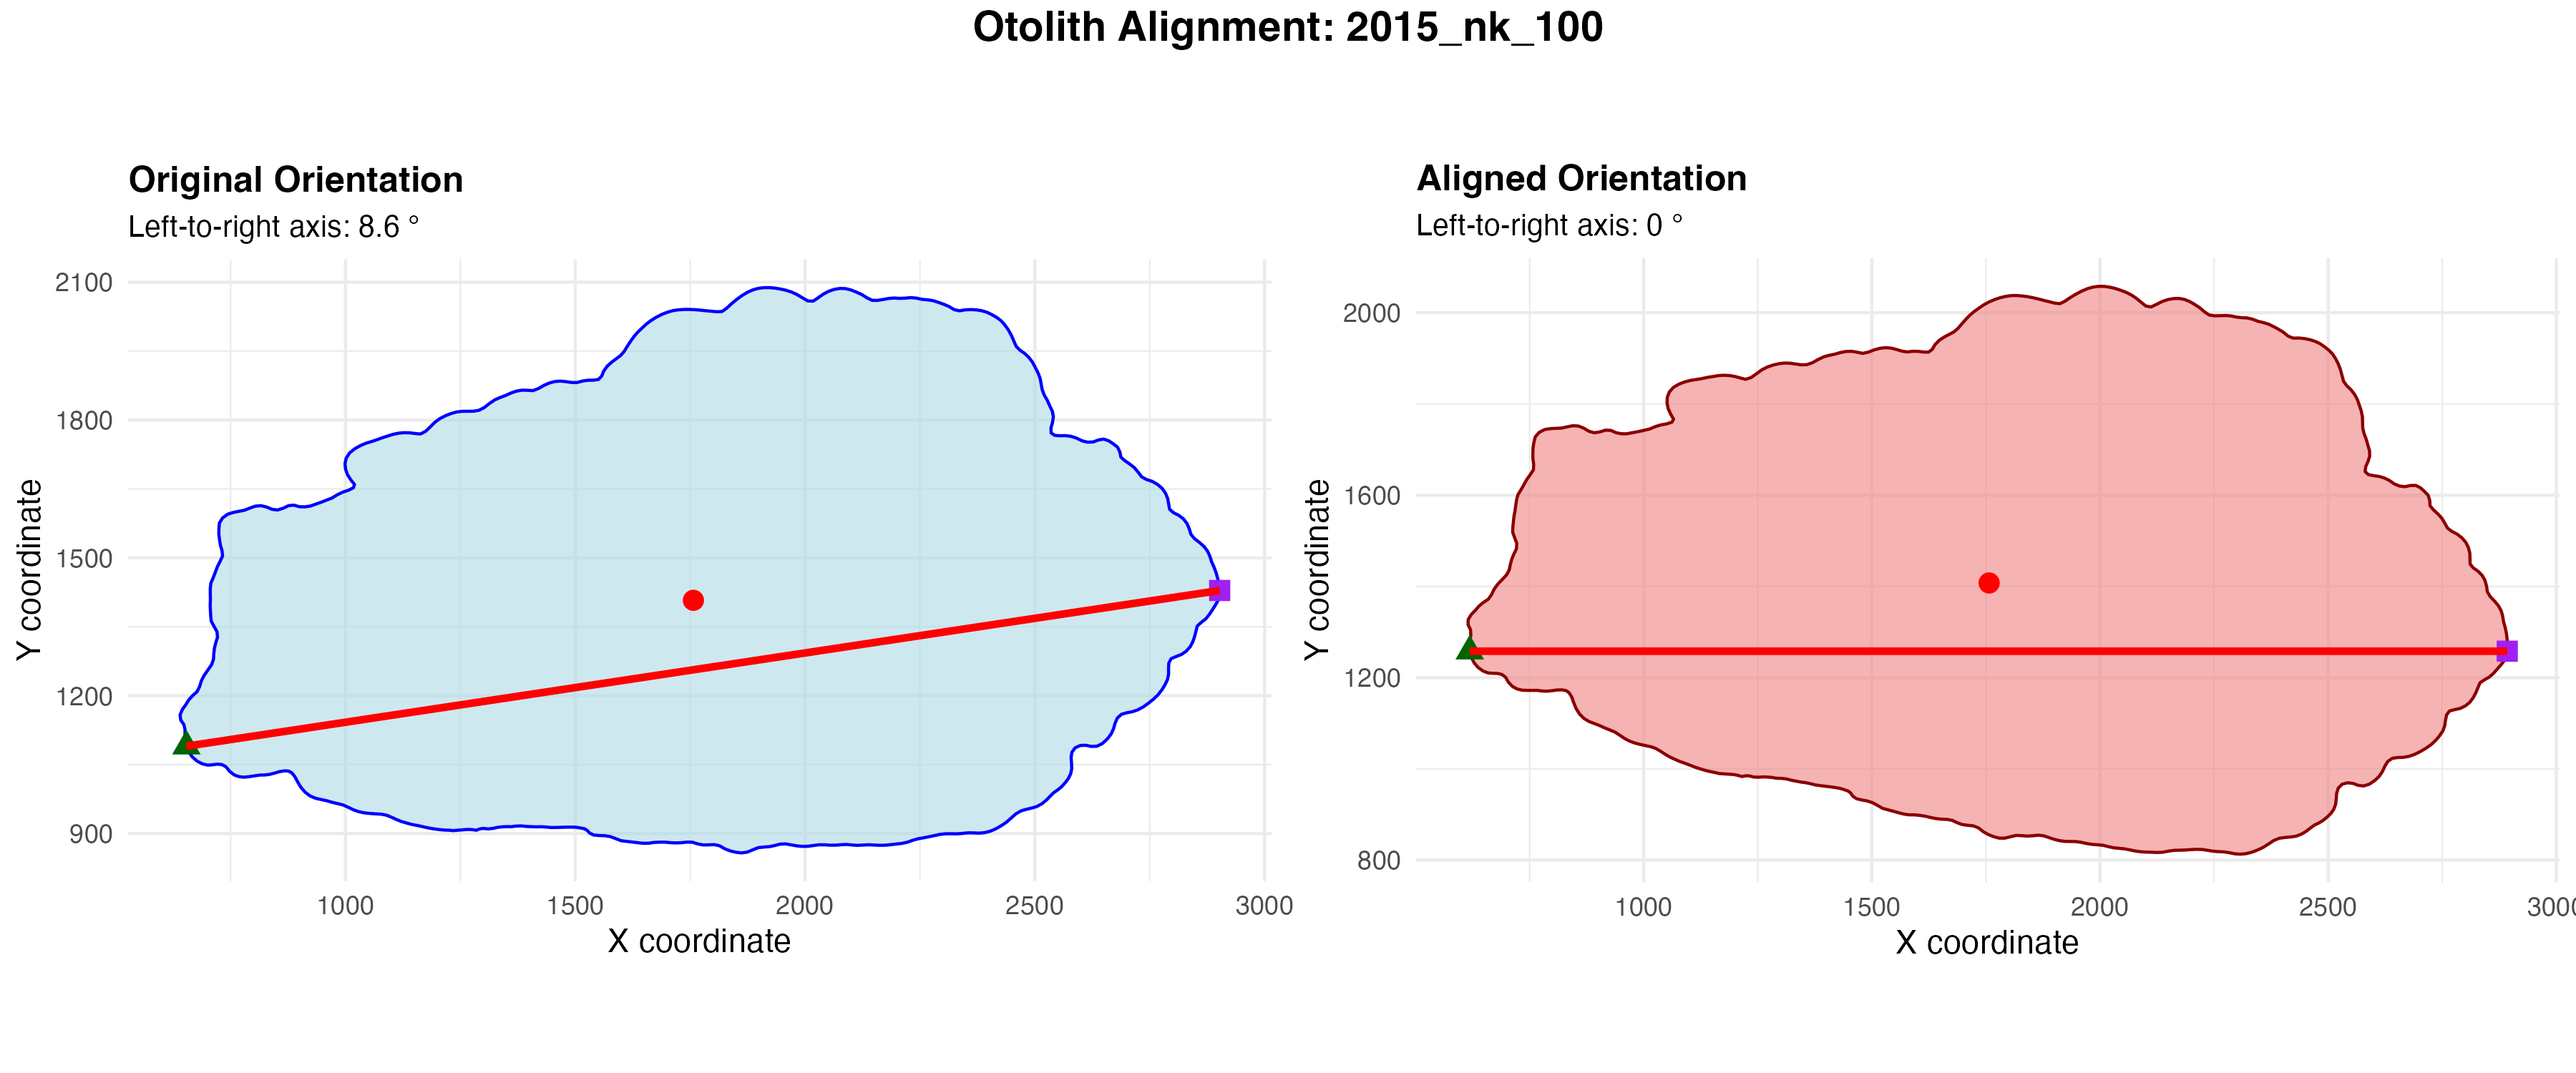 Otolith Alignment: 2015_nk_100
Original Orientation
Left-to-right axis: 8.6 °
2100
1800
1500
1200
900
Y coordinate
1000
1500
2000
2500
3000
X coordinate
Aligned Orientation
Left-to-right axis: 0 °
2000
1600
1200
800
Y coordinate
1000
1500
2000
2500
300
X coordinate